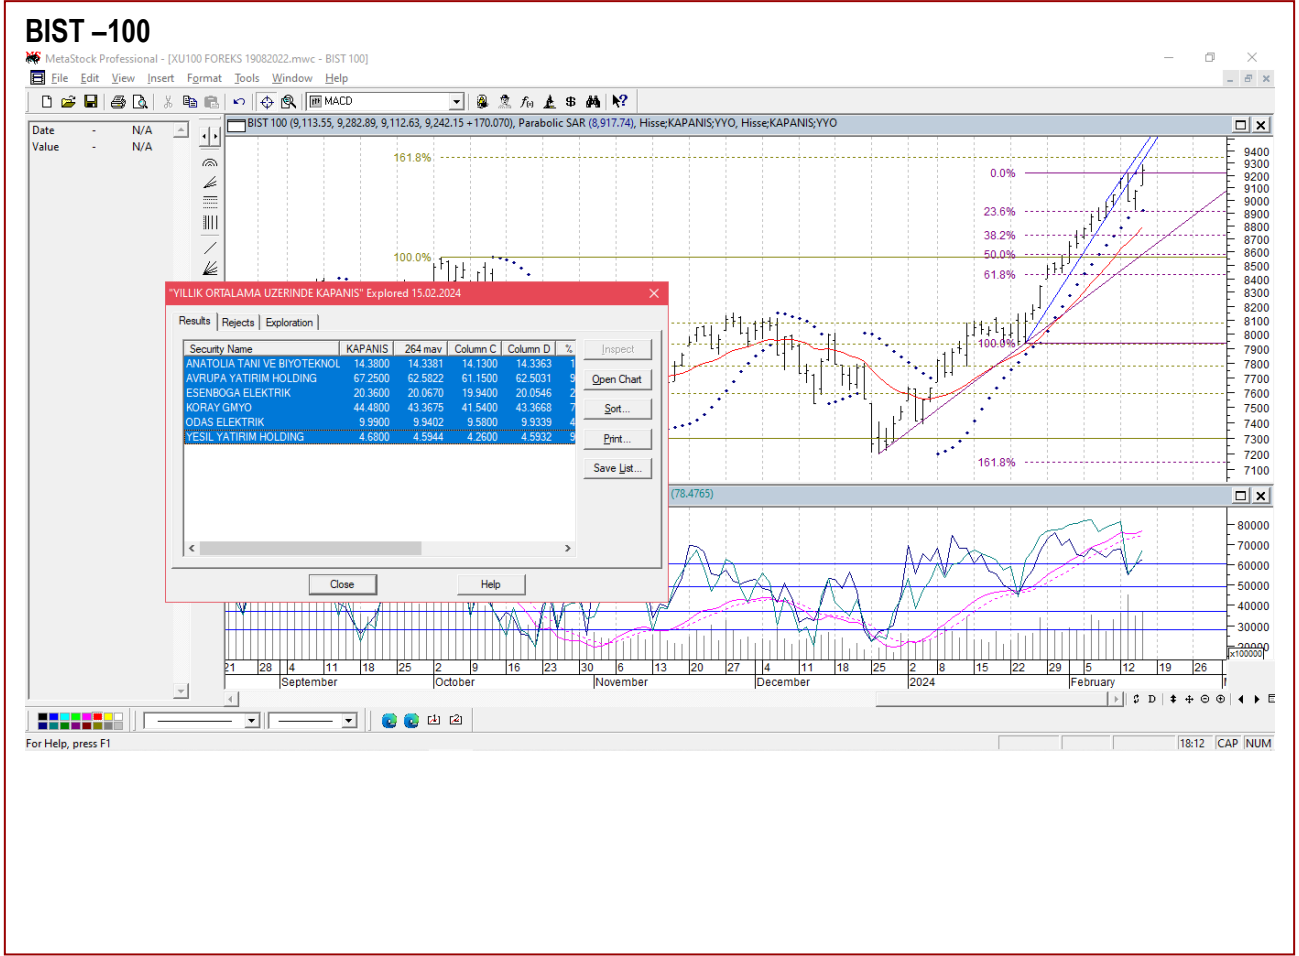 BIST –100
MetaStock Professional - [XU100 FOREKS 19082022.mwc - BIST 100]
File Edit View Insert Format Tools Window Help
MACD
Date - N/A
Value - N/A
BIST 100 (9,113.55, 9,282.89, 9,112.63, 9,242.15 +170.070), Parabolic SAR (8,917.74), Hisse;KAPANIS;YYO, Hisse;KAPANIS;YYO
161.8%
100.0%
0.0%
23.6%
38.2%
50.0%
61.8%
100.0%
161.8%
9400
9300
9200
9100
9000
8900
8800
8700
8600
8500
8400
8300
8200
8100
8000
7900
7800
7700
7600
7500
7400
7300
7200
7100
"YILLIK ORTALAMA UZERINDE KAPANIS" Explored 15.02.2024
Results Rejects Exploration
Security Name KAPANIS 264 mav Column C Column D %
ANATOLIA TANI VE BIYOTEKNOL 14.3800 14.3381 14.1300 14.3363 1
AVRUPA YATIRIM HOLDING 67.2500 62.5822 61.1500 62.5031 9
ESENBOGA ELEKTRIK 20.3600 20.0670 19.9400 20.0546 2
KORAY GMYO 44.4800 43.3675 41.5400 43.3668 7
ODAS ELEKTRIK 9.9900 9.9402 9.5800 9.9339 4
YESIL YATIRIM HOLDING 4.6800 4.5944 4.2600 4.5932 9
Inspect
Open Chart
Sort...
Print...
Save List...
Close Help
(78.4765)
80000
70000
60000
50000
40000
30000
20000
x100000
21 28 4 11 18 25 2 9 16 23 30 6 13 20 27 4 11 18 25 2 8 15 22 29 5 12 19 26
September October November December 2024 February
D
For Help, press F1
18:12 CAP NUM